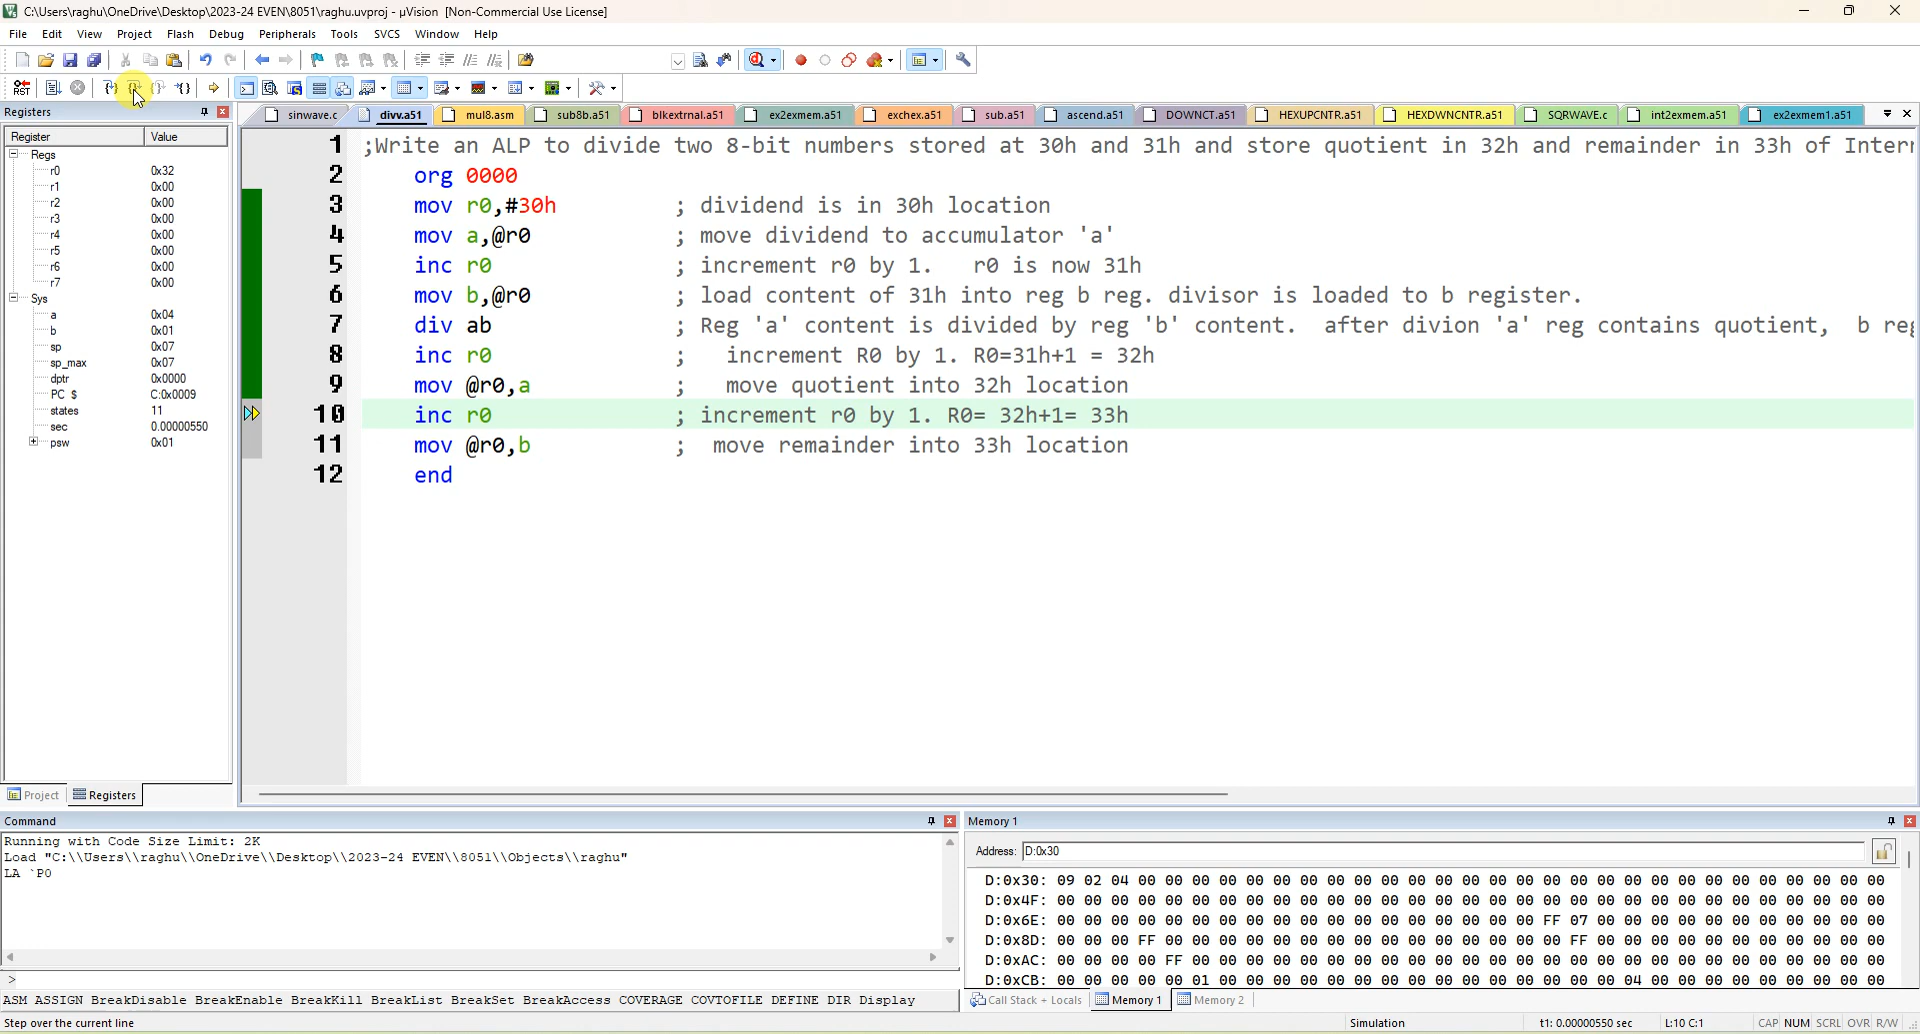 C:\Users\raghu\OneDrive\Desktop\2023-24 EVEN\8051\raghu.uvproj - µVision [Non-Commercial Use License]
File Edit View Project Flash Debug Peripherals Tools SVCS Window Help
Registers
sinwave.c divv.a51 mul8.asm sub8b.a51 blkextrnal.a51 ex2exmem.a51 exchex.a51 sub.a51 ascend.a51 DOWNCT.a51 HEXUPCNTR.a51 HEXDWNCNTR.a51 SQRWAVE.c int2exmem.a51 ex2exmem1.a51
Register Value
Regs
r0 0x32
r1 0x00
r2 0x00
r3 0x00
r4 0x00
r5 0x00
r6 0x00
r7 0x00
Sys
a 0x04
b 0x01
sp 0x07
sp_max 0x07
dptr 0x0000
PC $ C:0x0009
states 11
sec 0.00000550
psw 0x01
Project Registers
1 ;Write an ALP to divide two 8-bit numbers stored at 30h and 31h and store quotient in 32h and remainder in 33h of Interr
2 org 0000
3 mov r0,#30h ; dividend is in 30h location
4 mov a,@r0 ; move dividend to accumulator 'a'
5 inc r0 ; increment r0 by 1. r0 is now 31h
6 mov b,@r0 ; load content of 31h into reg b reg. divisor is loaded to b register.
7 div ab ; Reg 'a' content is divided by reg 'b' content. after divion 'a' reg contains quotient, b reg
8 inc r0 ; increment R0 by 1. R0=31h+1 = 32h
9 mov @r0,a ; move quotient into 32h location
10 inc r0 ; increment r0 by 1. R0= 32h+1= 33h
11 mov @r0,b ; move remainder into 33h location
12 end
Command
Running with Code Size Limit: 2K
Load "C:\\Users\\raghu\\OneDrive\\Desktop\\2023-24 EVEN\\8051\\Objects\\raghu"
LA `P0
>
ASM ASSIGN BreakDisable BreakEnable BreakKill BreakList BreakSet BreakAccess COVERAGE COVTOFILE DEFINE DIR Display
Memory 1
Address: D:0x30
D:0x30: 09 02 04 00 00 00 00 00 00 00 00 00 00 00 00 00 00 00 00 00 00 00 00 00 00 00 00 00 00 00 00
D:0x4F: 00 00 00 00 00 00 00 00 00 00 00 00 00 00 00 00 00 00 00 00 00 00 00 00 00 00 00 00 00 00 00
D:0x6E: 00 00 00 00 00 00 00 00 00 00 00 00 00 00 00 00 00 00 FF 07 00 00 00 00 00 00 00 00 00 00 00
D:0x8D: 00 00 00 FF 00 00 00 00 00 00 00 00 00 00 00 00 00 00 00 FF 00 00 00 00 00 00 00 00 00 00 00
D:0xAC: 00 00 00 00 FF 00 00 00 00 00 00 00 00 00 00 00 00 00 00 00 00 00 00 00 00 00 00 00 00 00 00
D:0xCB: 00 00 00 00 00 01 00 00 00 00 00 00 00 00 00 00 00 00 00 00 00 04 00 00 00 00 00 00 00 00 00
Call Stack + Locals Memory 1 Memory 2
Step over the current line Simulation t1: 0.00000550 sec L:10 C:1 CAP NUM SCRL OVR R/W